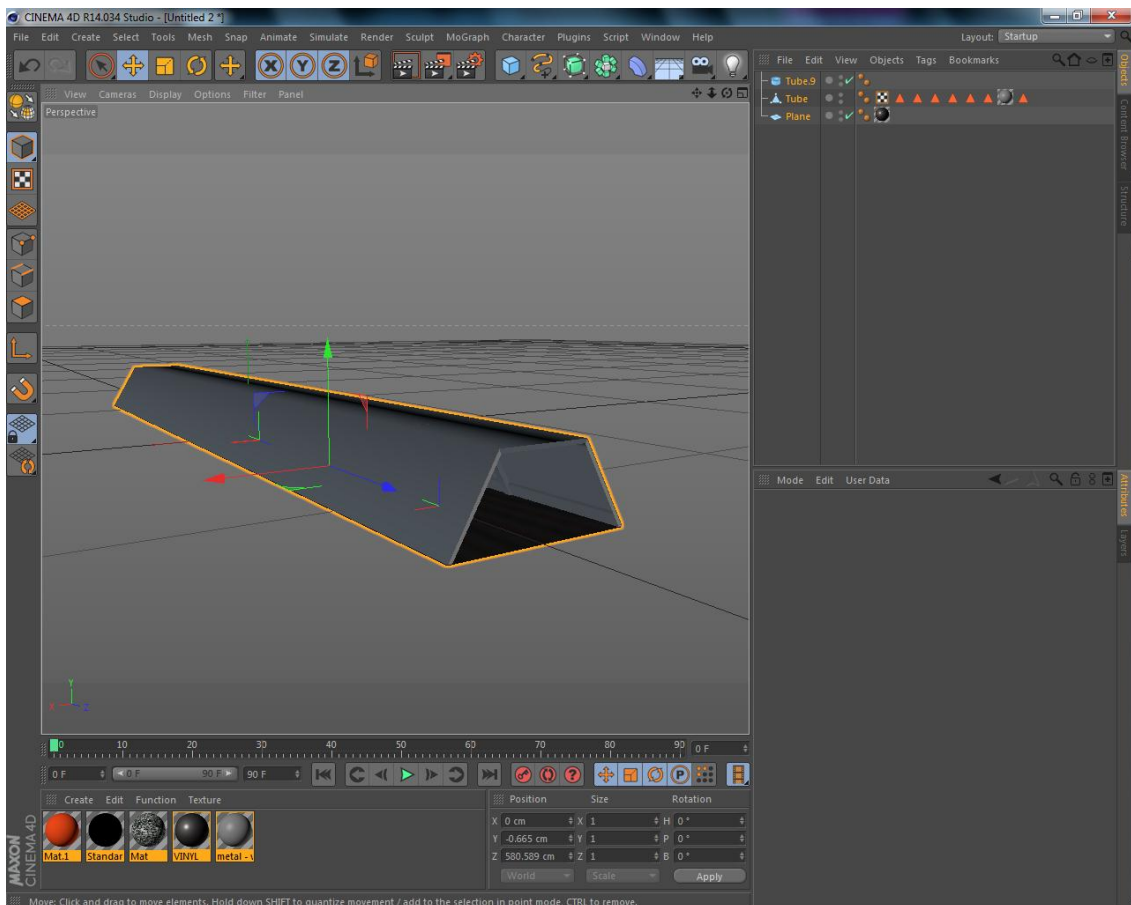 CINEMA 4D R14.034 Studio - [Untitled 2 *]
File Edit Create Select Tools Mesh Snap Animate Simulate Render Sculpt MoGraph Character Plugins Script Window Help Layout: Startup
File Edit View Objects Tags Bookmarks
Tube.9
Tube
Plane
Objects
Content Browser
Structure
View Cameras Display Options Filter Panel
Perspective
X Y Z
Mode Edit User Data
Attributes
Layers
Y
X Z
0 10 20 30 40 50 60 70 80 90 0 F
0 F 0 F 90 F 90 F
Create Edit Function Texture
Mat.1 Standar Mat VINYL metal - v
Position Size Rotation
X 0 cm X 1 H 0 °
Y -0.665 cm Y 1 P 0 °
Z 580.589 cm Z 1 B 0 °
World Scale Apply
MAXON
CINEMA 4D
Move: Click and drag to move elements. Hold down SHIFT to quantize movement / add to the selection in point mode, CTRL to remove.